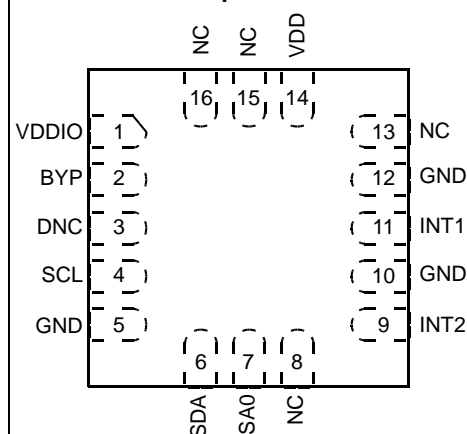 NC NC VDD
16 15 14
VDDIO 1 13 NC
BYP 2 12 GND
DNC 3 11 INT1
SCL 4 10 GND
GND 5 9 INT2
6 7 8
SDA SA0 NC